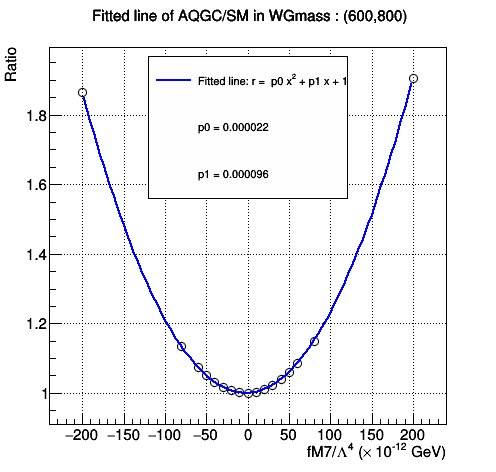 Fitted line of AQGC/SM in WGmass : (600,800)
Ratio
Fitted line: r = p0 x² + p1 x + 1
p0 = 0.000022
p1 = 0.000096
1.8
1.6
1.4
1.2
1
−200 −150 −100 −50 0 50 100 150 200
fM7/Λ⁴ (× 10⁻¹² GeV)